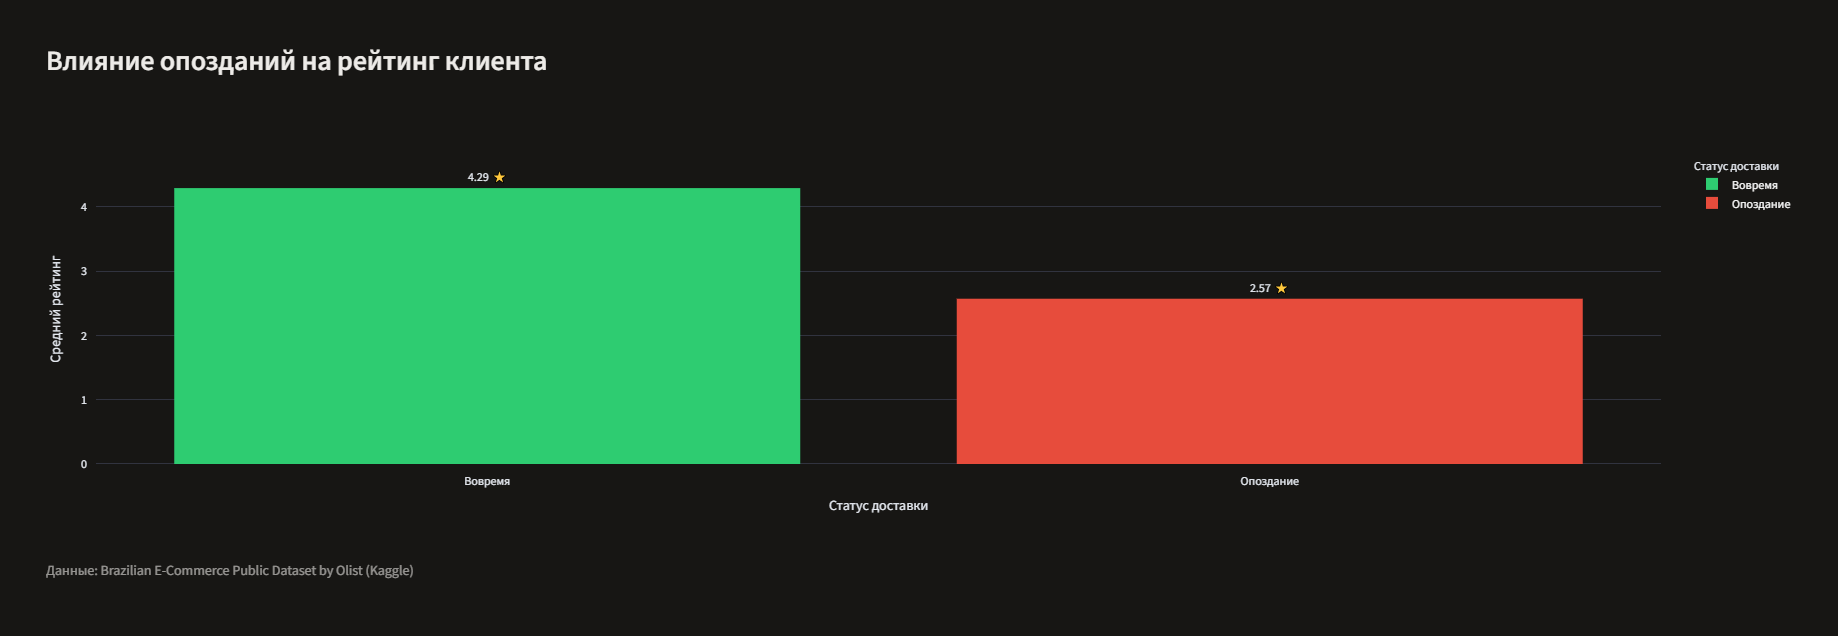 Влияние опозданий на рейтинг клиента
4.29 ★
2.57 ★
Статус доставки
Вовремя
Опоздание
Средний рейтинг
4
3
2
1
0
Вовремя
Опоздание
Статус доставки
Данные: Brazilian E-Commerce Public Dataset by Olist (Kaggle)